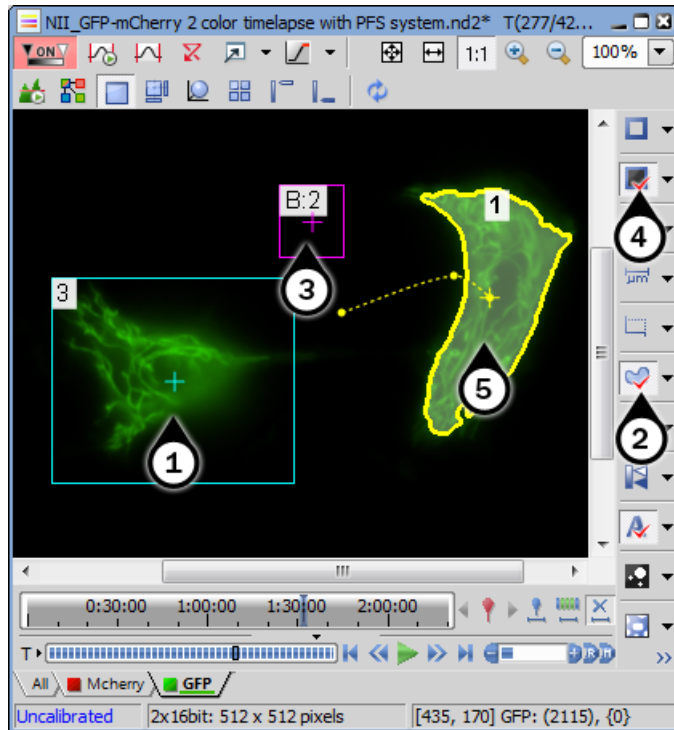 NII_GFP-mCherry 2 color timelapse with PFS system.nd2* T(277/42...
ON 1:1 100%
B:2
1
3
4
3
µm
5
2
1
0:30:00 1:00:00 1:30:00 2:00:00
T
All Mcherry GFP
Uncalibrated 2x16bit: 512 x 512 pixels [435, 170] GFP: (2115), {0}